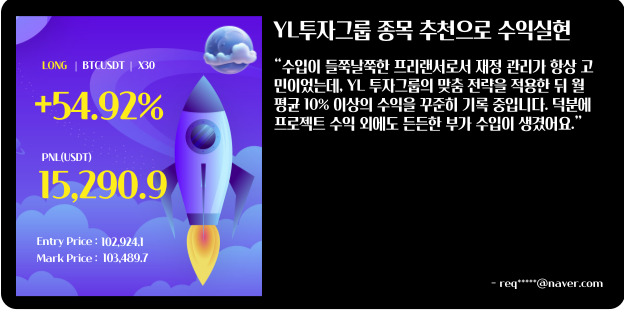 YL투자그룹 종목 추천으로 수익실현
LONG | BTCUSDT | X30
+54.92%
PNL(USDT)
15,290.9
Entry Price : 102,924.1
Mark Price : 103,489.7
“수입이 들쭉날쭉한 프리랜서로서 재정 관리가 항상 고
민이었는데, YL 투자그룹의 맞춤 전략을 적용한 뒤 월
평균 10% 이상의 수익을 꾸준히 기록 중입니다. 덕분에
프로젝트 수익 외에도 든든한 부가 수입이 생겼어요.”
- req*****@naver.com